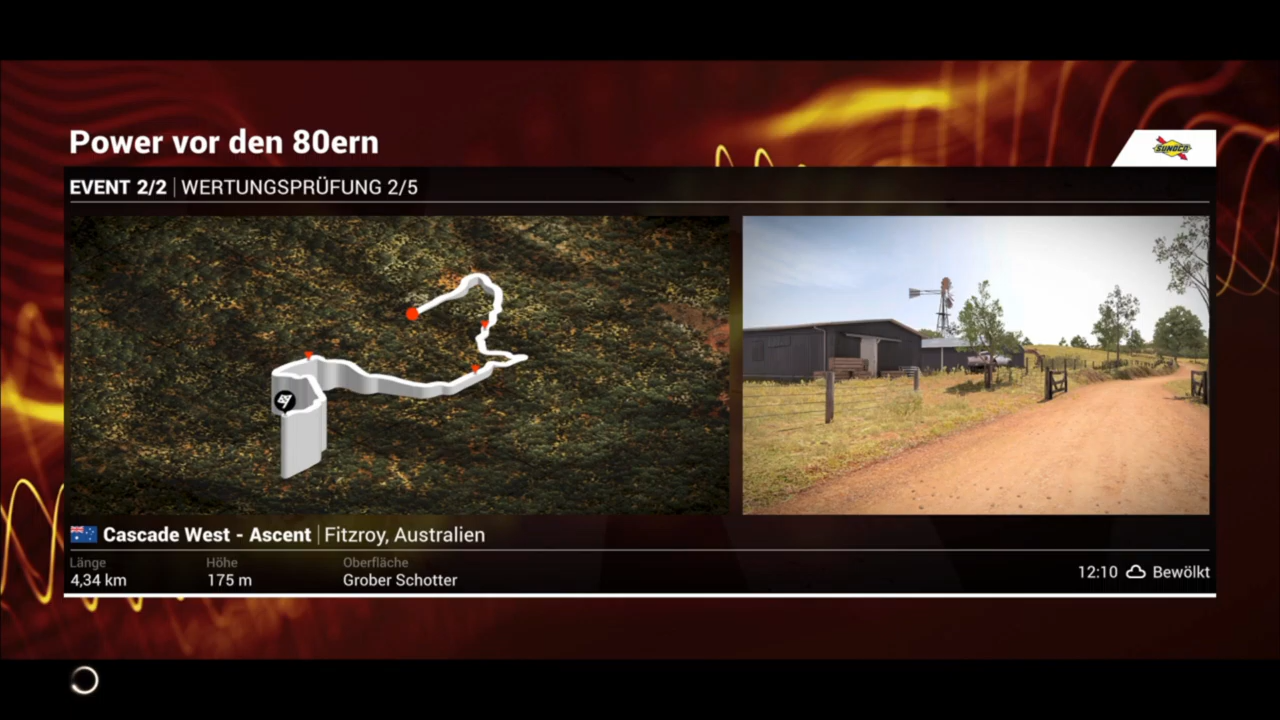 Power vor den 80ern
SUNOCO
EVENT 2/2 | WERTUNGSPRÜFUNG 2/5
Cascade West - Ascent | Fitzroy, Australien
Länge Höhe Oberfläche
4,34 km 175 m Grober Schotter
12:10 Bewölkt